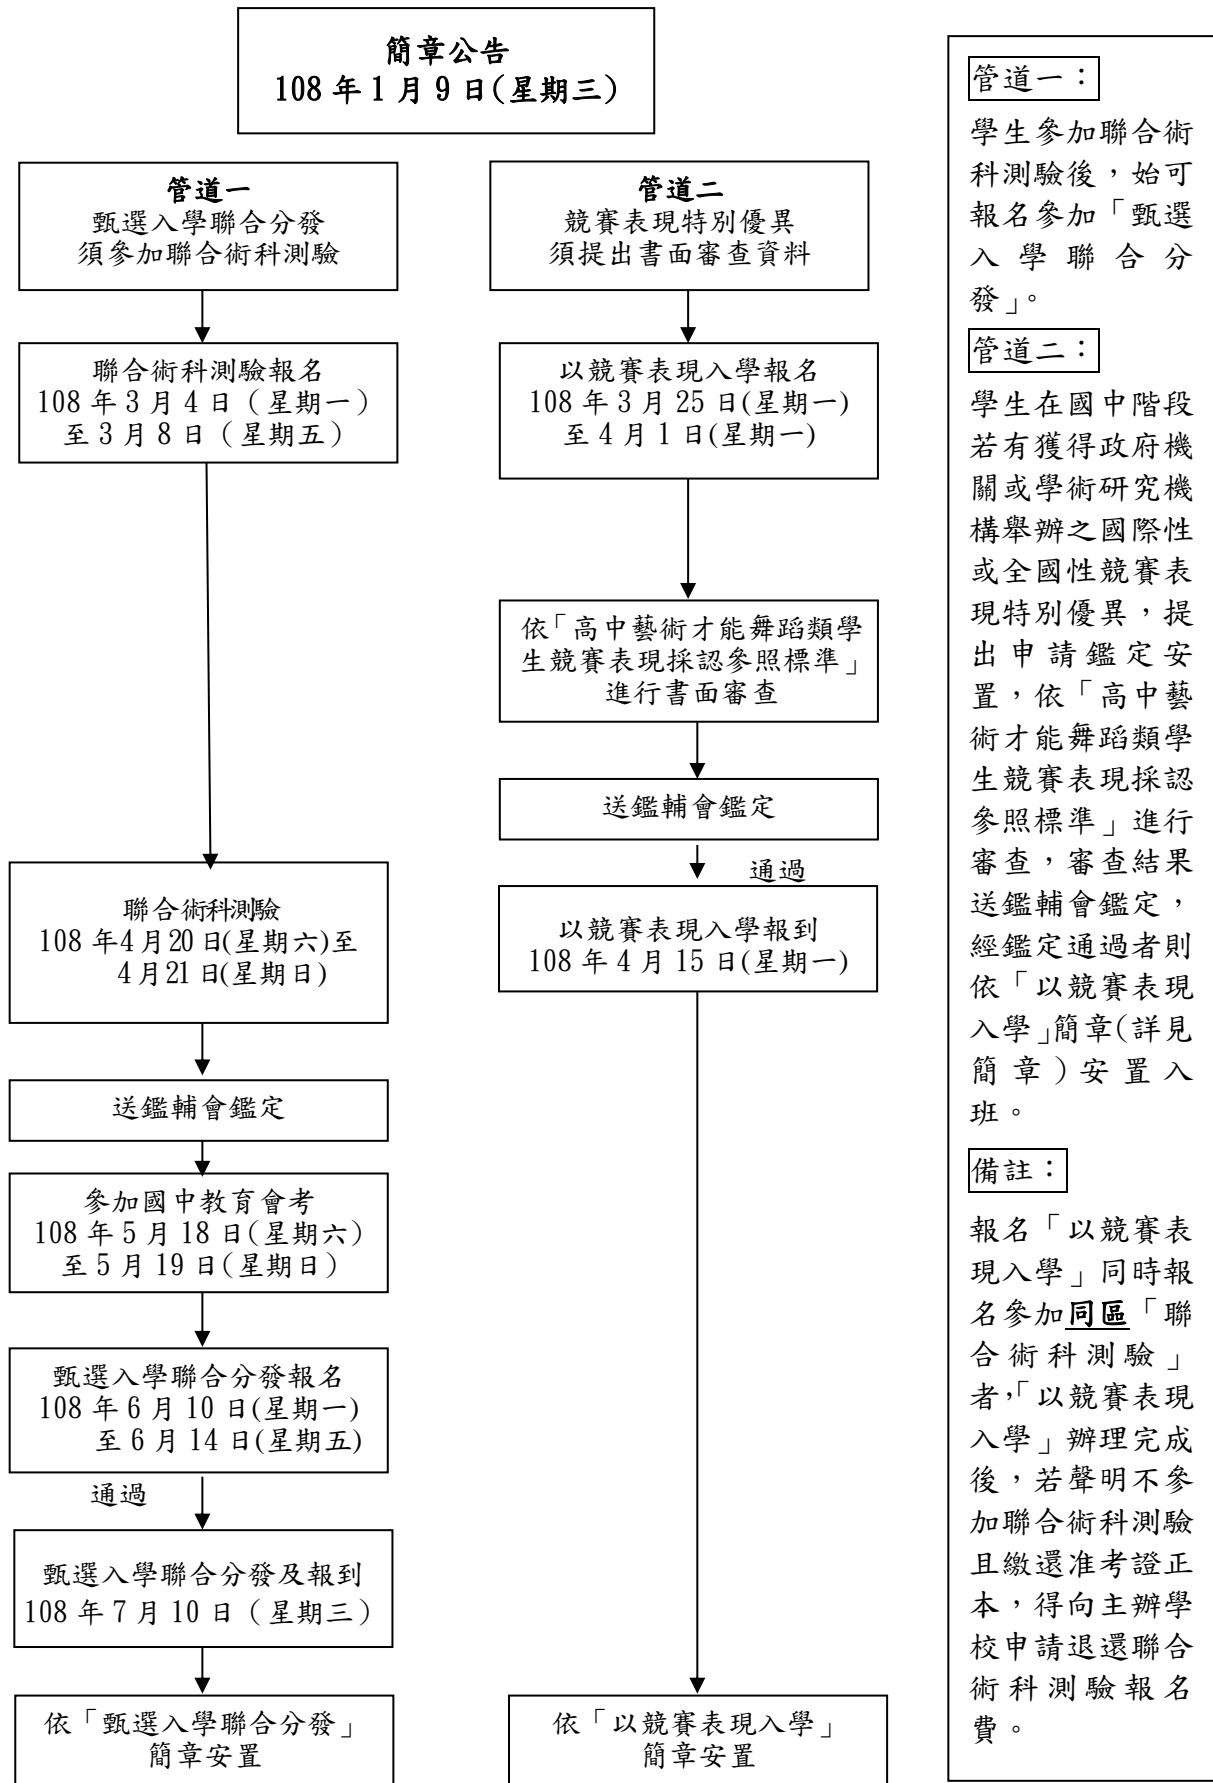 簡章公告
108 年 1 月 9 日(星期三)
管道一
甄選入學聯合分發
須參加聯合術科測驗
聯合術科測驗報名
108 年 3 月 4 日（星期一）
至 3 月 8 日（星期五）
聯合術科測驗
108 年4 月20 日(星期六)至
4 月21 日(星期日)
送鑑輔會鑑定
參加國中教育會考
108 年 5 月 18 日(星期六)
至 5 月 19 日(星期日)
甄選入學聯合分發報名
108 年 6 月 10 日(星期一)
至 6 月 14 日(星期五)
通過
甄選入學聯合分發及報到
108 年 7 月 10 日（星期三）
依「甄選入學聯合分發」
簡章安置
管道二
競賽表現特別優異
須提出書面審查資料
以競賽表現入學報名
108 年 3 月 25 日(星期一)
至 4 月 1 日(星期一)
依「高中藝術才能舞蹈類學
生競賽表現採認參照標準」
進行書面審查
送鑑輔會鑑定
通過
以競賽表現入學報到
108 年 4 月 15 日(星期一)
依「以競賽表現入學」
簡章安置
管道一：
學生參加聯合術
科測驗後，始可
報名參加「甄選
入學聯合分
發」。
管道二：
學生在國中階段
若有獲得政府機
關或學術研究機
構舉辦之國際性
或全國性競賽表
現特別優異，提
出申請鑑定安
置，依「高中藝
術才能舞蹈類學
生競賽表現採認
參照標準」進行
審查，審查結果
送鑑輔會鑑定，
經鑑定通過者則
依「以競賽表現
入學」簡章(詳見
簡章)安置入
班。
備註：
報名「以競賽表
現入學」同時報
名參加同區「聯
合術科測驗」
者，「以競賽表現
入學」辦理完成
後，若聲明不參
加聯合術科測驗
且繳還准考證正
本，得向主辦學
校申請退還聯合
術科測驗報名
費。